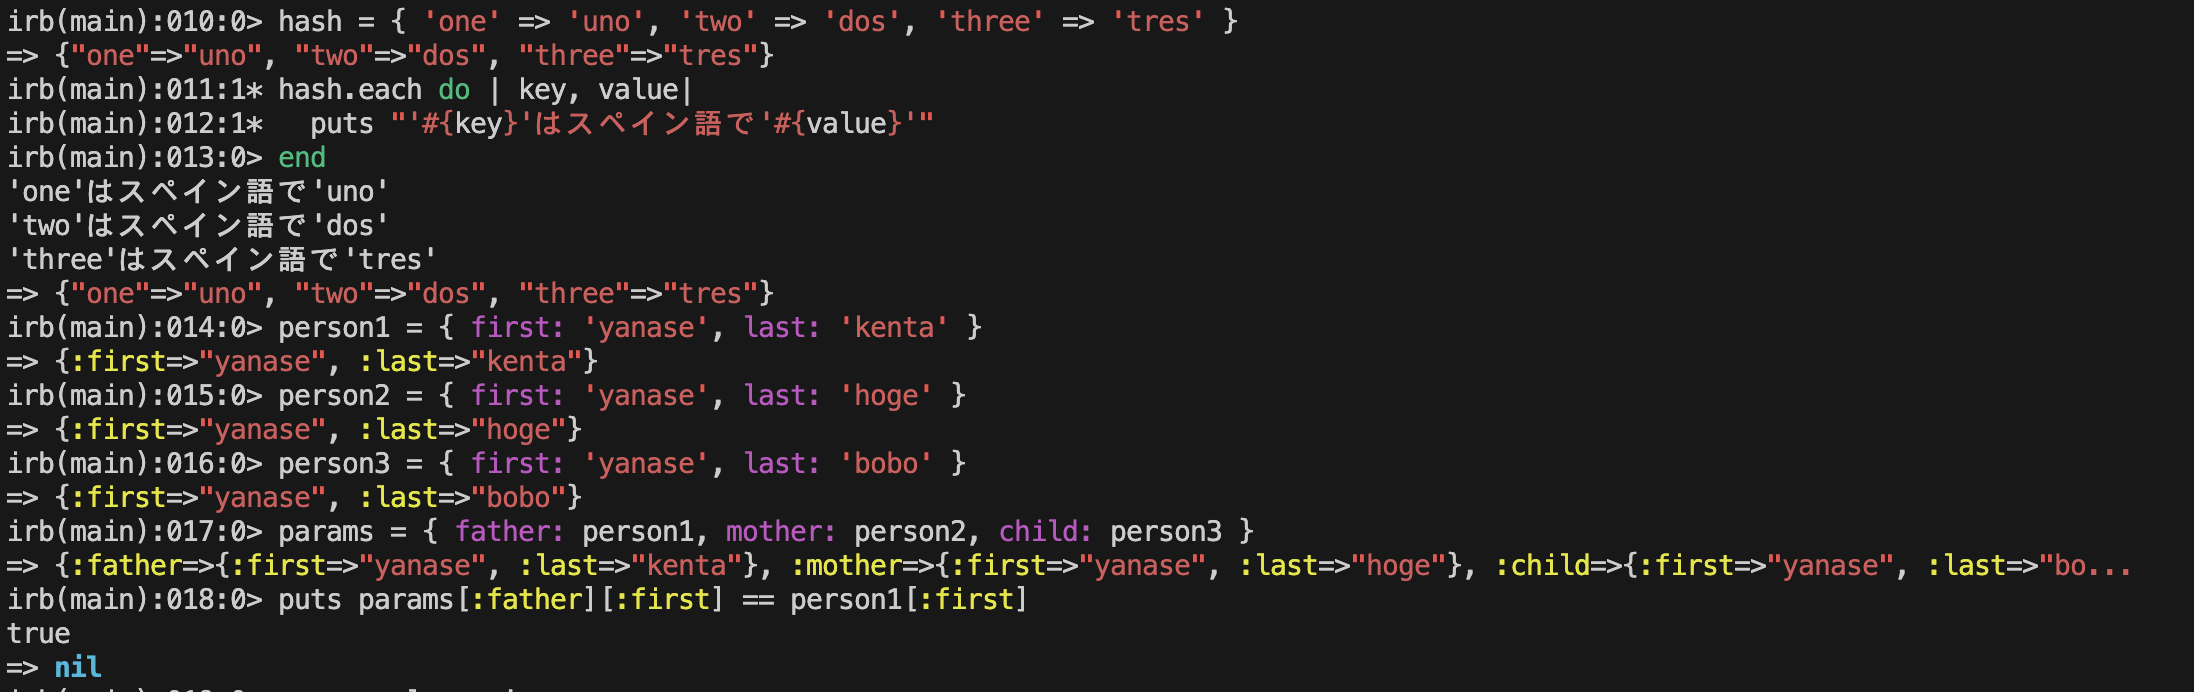 irb(main):010:0> hash = { 'one' => 'uno', 'two' => 'dos', 'three' => 'tres' }
=> {"one"=>"uno", "two"=>"dos", "three"=>"tres"}
irb(main):011:1* hash.each do | key, value|
irb(main):012:1*   puts "'#{key}'はスペイン語で'#{value}'"
irb(main):013:0> end
'one'はスペイン語で'uno'
'two'はスペイン語で'dos'
'three'はスペイン語で'tres'
=> {"one"=>"uno", "two"=>"dos", "three"=>"tres"}
irb(main):014:0> person1 = { first: 'yanase', last: 'kenta' }
=> {:first=>"yanase", :last=>"kenta"}
irb(main):015:0> person2 = { first: 'yanase', last: 'hoge' }
=> {:first=>"yanase", :last=>"hoge"}
irb(main):016:0> person3 = { first: 'yanase', last: 'bobo' }
=> {:first=>"yanase", :last=>"bobo"}
irb(main):017:0> params = { father: person1, mother: person2, child: person3 }
=> {:father=>{:first=>"yanase", :last=>"kenta"}, :mother=>{:first=>"yanase", :last=>"hoge"}, :child=>{:first=>"yanase", :last=>"bo...
irb(main):018:0> puts params[:father][:first] == person1[:first]
true
=> nil